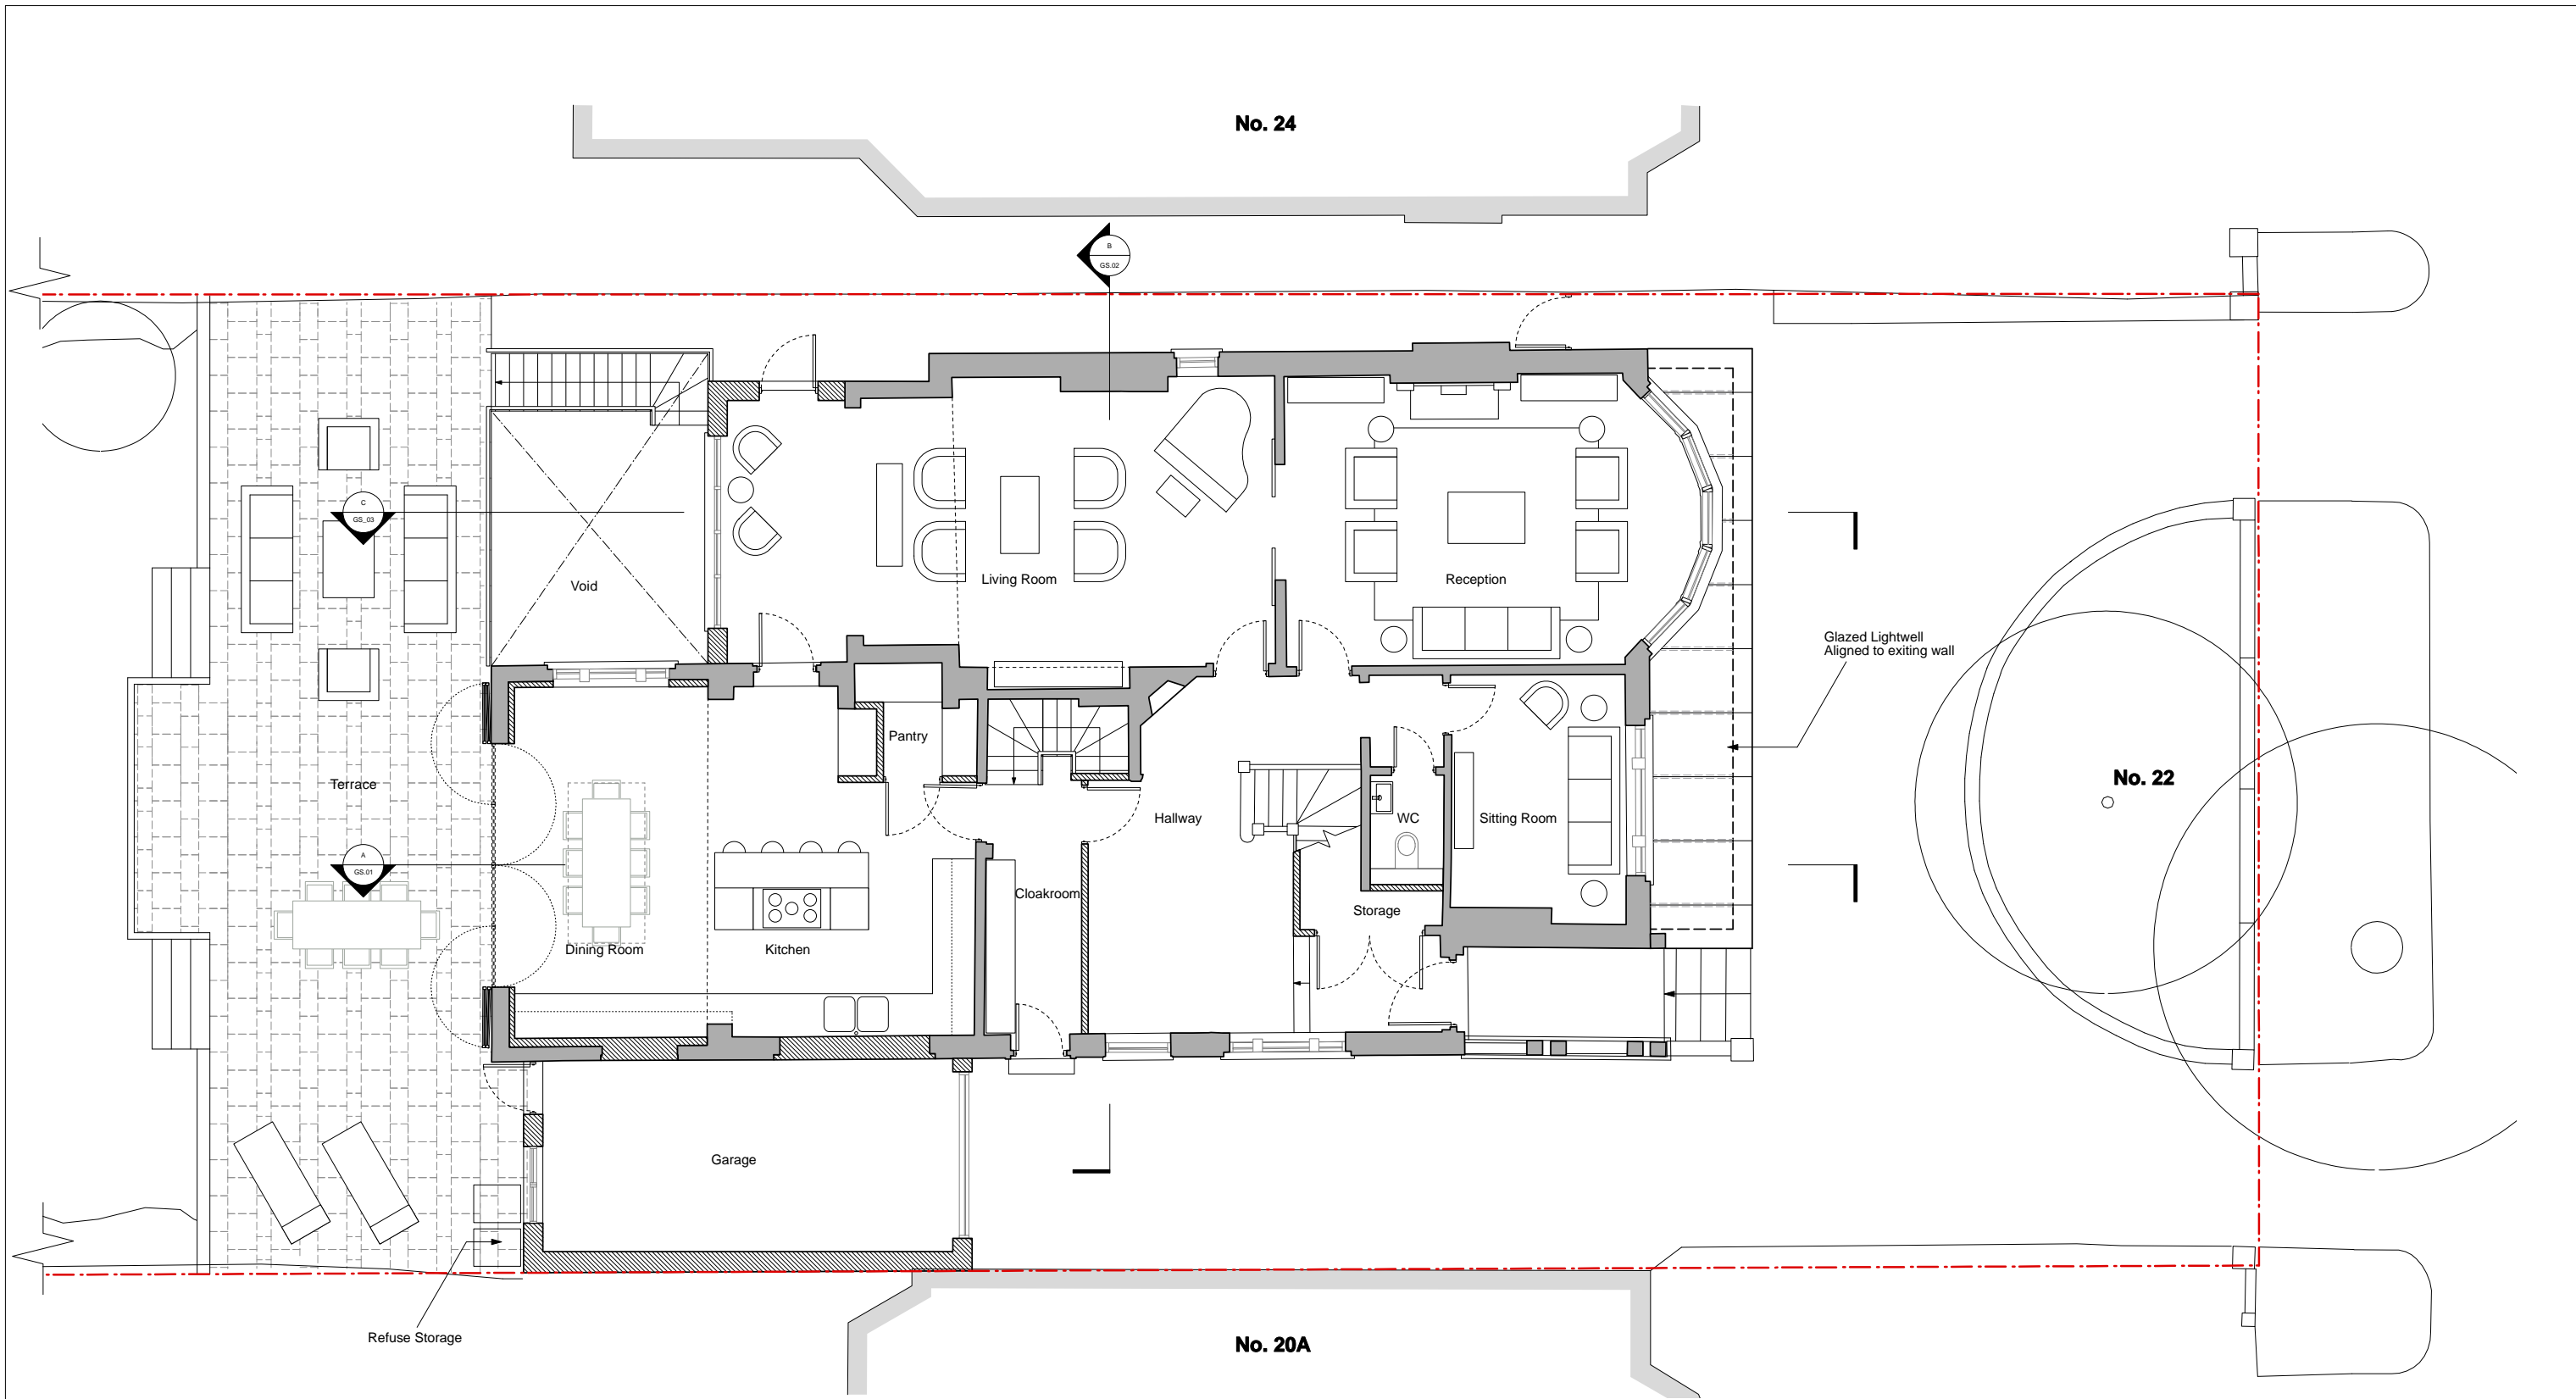 No. 24
B
GS.02
C
GS_03
Void
Living Room
Reception
Glazed Lightwell
Aligned to exiting wall
Pantry
Terrace
No. 22
Hallway
WC
Sitting Room
A
GS.01
Cloakroom
Storage
Dining Room
Kitchen
Garage
Refuse Storage
No. 20A